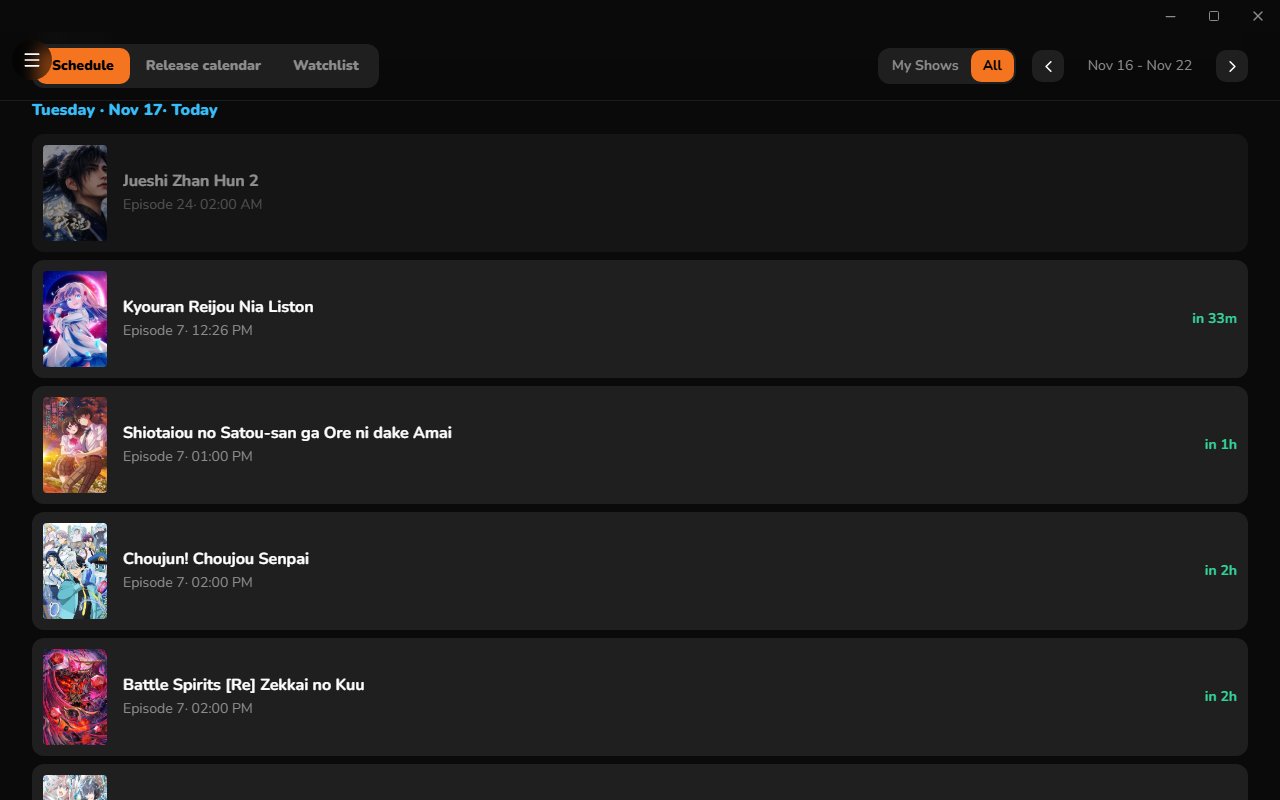 Schedule
Release calendar
Watchlist
My Shows
All
Nov 16 - Nov 22
Tuesday · Nov 17· Today
Jueshi Zhan Hun 2
Episode 24· 02:00 AM
Kyouran Reijou Nia Liston
Episode 7· 12:26 PM
in 33m
Shiotaiou no Satou-san ga Ore ni dake Amai
Episode 7· 01:00 PM
in 1h
Choujun! Choujou Senpai
Episode 7· 02:00 PM
in 2h
Battle Spirits [Re] Zekkai no Kuu
Episode 7· 02:00 PM
in 2h